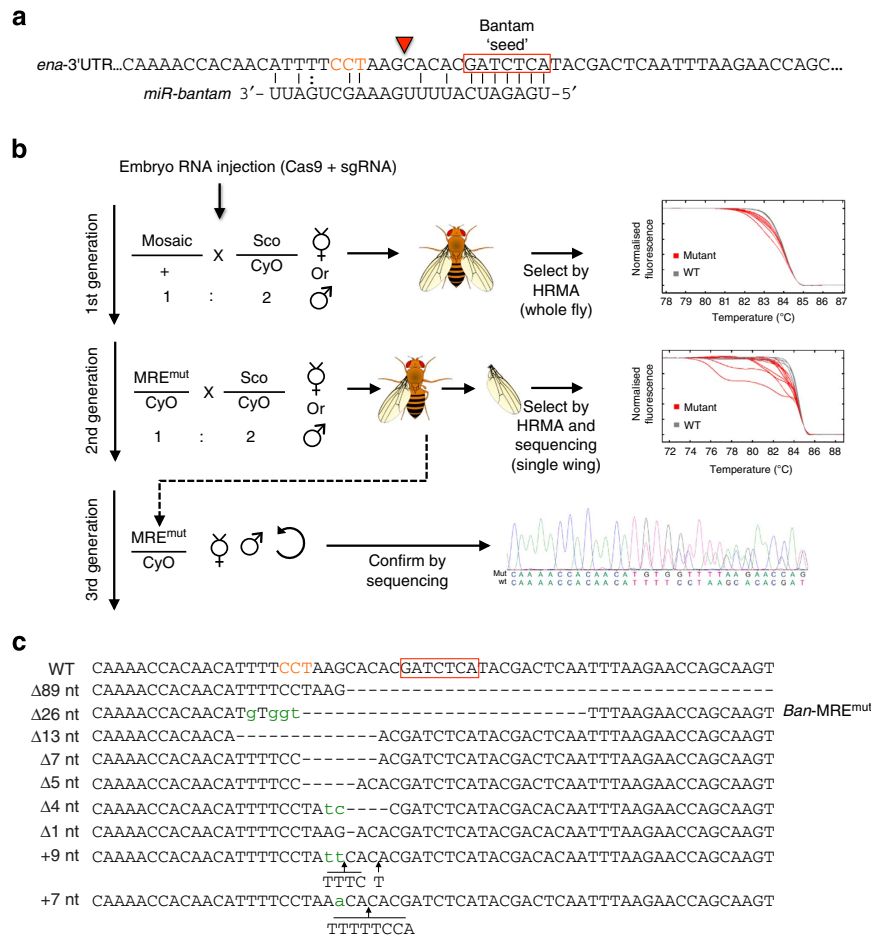 a
Bantam
'seed'
ena-3'UTR...CAAAACCACAACATTTTCCTAAGCACACGATCTCATACGACTCAATTTAAGAACCAGC...
miR-bantam 3′- UUAGUCGAAAGUUUUACUAGAGU-5′
b
Embryo RNA injection (Cas9 + sgRNA)
1st generation
Mosaic
+
X
Sco
CyO
Or
1 : 2
Select by
HRMA
(whole fly)
Normalised
fluorescence
Mutant
WT
78 79 80 81 82 83 84 85 86 87
Temperature (°C)
2nd generation
MREmut
CyO
X
Sco
CyO
Or
1 : 2
Select by
HRMA and
sequencing
(single wing)
Normalised
fluorescence
Mutant
WT
72 74 76 78 80 82 84 86 88
Temperature (°C)
3rd generation
MREmut
CyO
Confirm by
sequencing
Mut CAAAACCACAACATGTGGTTTTAAGAACCAG
wt CAAAACCACAACATTTTCCTAAGCACACGAT
c
WT CAAAACCACAACATTTTCCTAAGCACACGATCTCATACGACTCAATTTAAGAACCAGCAAGT
Δ89 nt CAAAACCACAACATTTTCCTAAG---------------------------------------
Δ26 nt CAAAACCACAACATgTggt--------------------------TTTAAGAACCAGCAAGT
Ban-MREmut
Δ13 nt CAAAACCACAACA-------------ACGATCTCATACGACTCAATTTAAGAACCAGCAAGT
Δ7 nt CAAAACCACAACATTTTCC-------ACGATCTCATACGACTCAATTTAAGAACCAGCAAGT
Δ5 nt CAAAACCACAACATTTTCC-----ACACGATCTCATACGACTCAATTTAAGAACCAGCAAGT
Δ4 nt CAAAACCACAACATTTTCCTAtc----CGATCTCATACGACACAATTTAAGAACCAGCAAGT
Δ1 nt CAAAACCACAACATTTTCCTAAG-ACACGATCTCATACGACTCAATTTAAGAACCAGCAAGT
+9 nt CAAAACCACAACATTTTCCTAttCACACGATCTCATACGACACAATTTAAGAACCAGCAAGT
TTTC T
+7 nt CAAAACCACAACATTTTCCTAAaCACACGATCTCATACGACTCAATTTAAGAACCAGCAAGT
TTTTTCCA